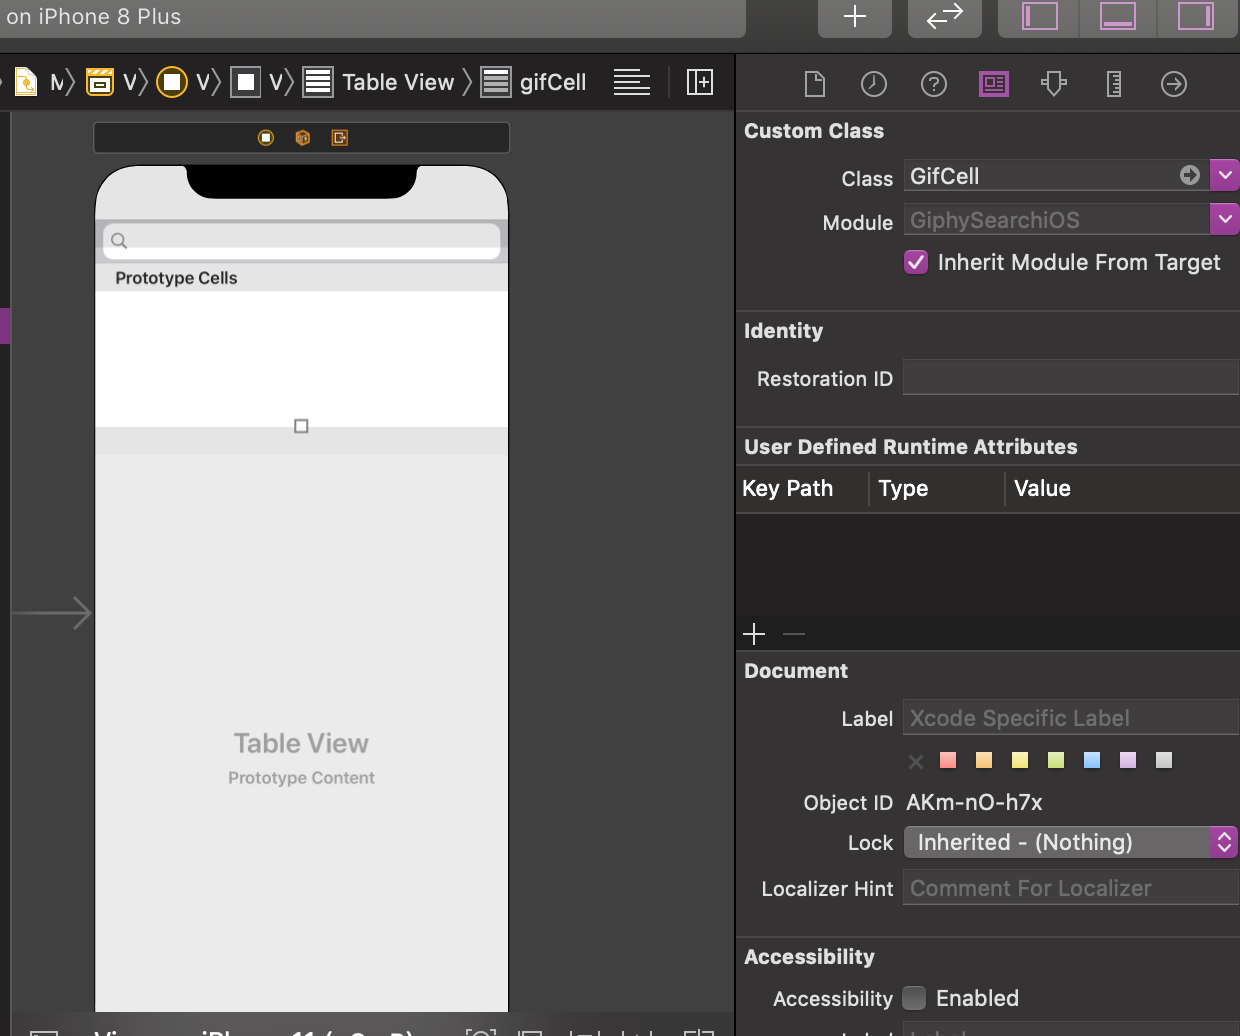 on iPhone 8 Plus
M V V V Table View gifCell
Prototype Cells
Table View
Prototype Content
Custom Class
Class GifCell
Module GiphySearchiOS
Inherit Module From Target
Identity
Restoration ID
User Defined Runtime Attributes
Key Path Type Value
Document
Label Xcode Specific Label
Object ID AKm-nO-h7x
Lock Inherited - (Nothing)
Localizer Hint Comment For Localizer
Accessibility
Accessibility Enabled